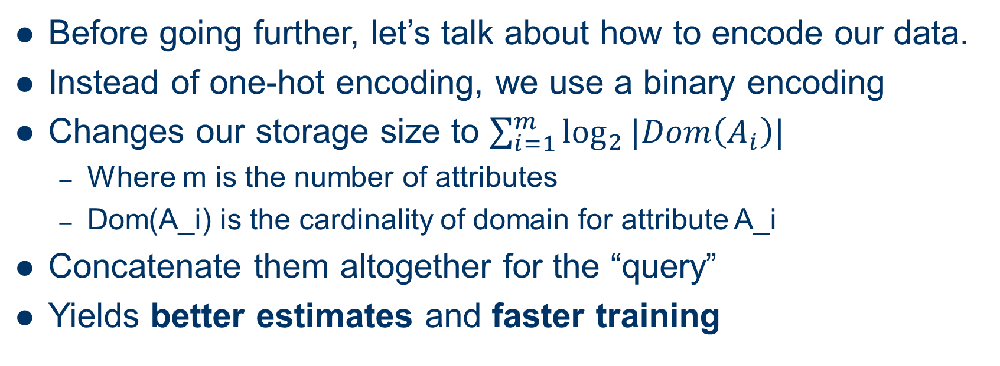 ● Before going further, let’s talk about how to encode our data.
● Instead of one-hot encoding, we use a binary encoding
● Changes our storage size to ∑_{i=1}^{m} log₂ |Dom(A_i)|
– Where m is the number of attributes
– Dom(A_i) is the cardinality of domain for attribute A_i
● Concatenate them altogether for the “query”
● Yields better estimates and faster training